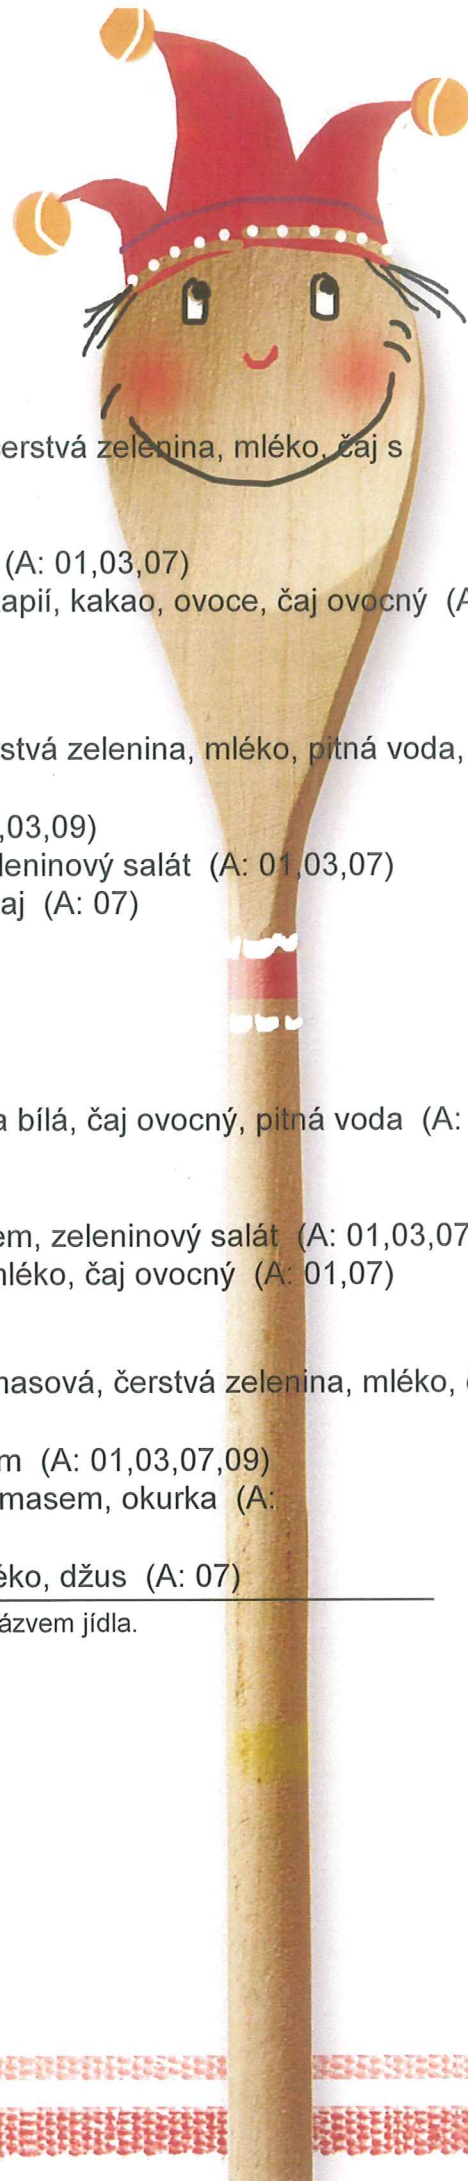 erstvá zelenina, mléko, čaj s
(A: 01,03,07)
apií, kakao, ovoce, čaj ovocný (A
stvá zelenina, mléko, pitná voda,
,03,09)
leninový salát (A: 01,03,07)
aj (A: 07)
a bílá, čaj ovocný, pitná voda (A:
em, zeleninový salát (A: 01,03,07
mléko, čaj ovocný (A: 01,07)
masová, čerstvá zelenina, mléko,
m (A: 01,03,07,09)
masem, okurka (A:
éko, džus (A: 07)
ázvem jídla.